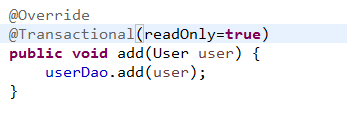 @Override
@Transactional(readOnly=true)
public void add(User user) {
    userDao.add(user);
}